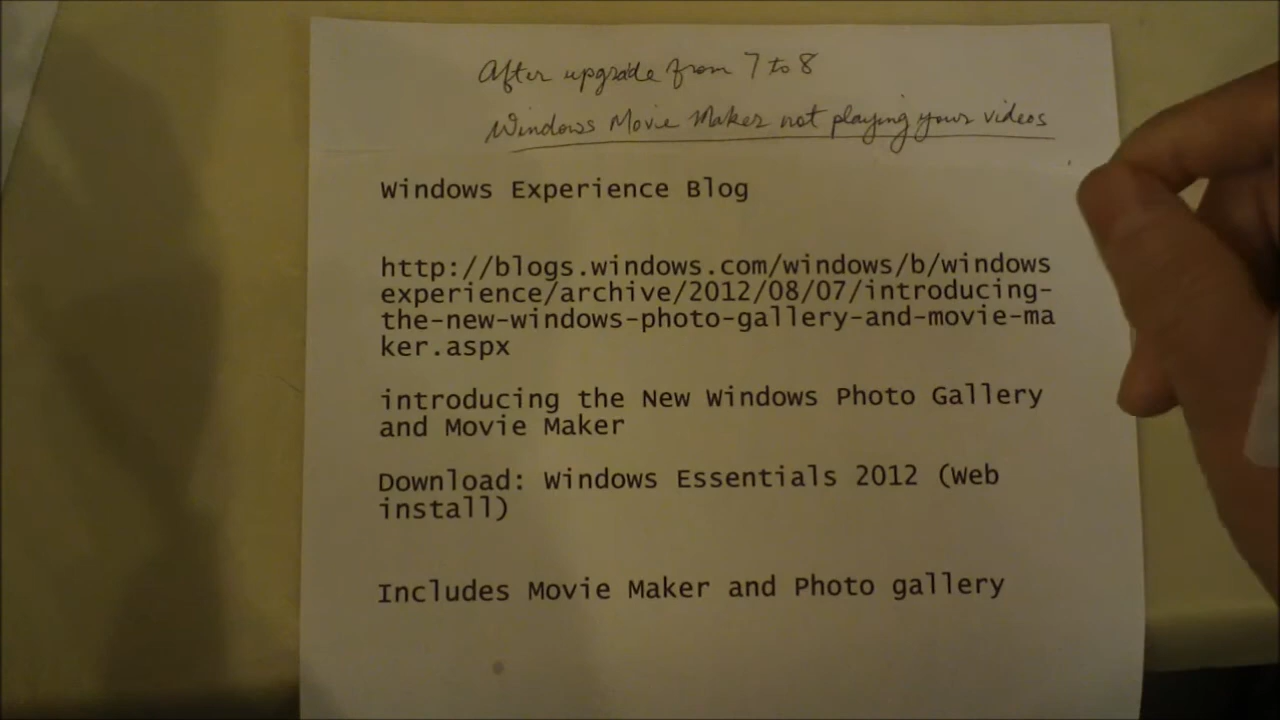 After upgrade from 7 to 8
Windows Movie Maker not playing your videos
Windows Experience Blog
http://blogs.windows.com/windows/b/windows
experience/archive/2012/08/07/introducing-
the-new-windows-photo-gallery-and-movie-ma
ker.aspx
introducing the New Windows Photo Gallery
and Movie Maker
Download: Windows Essentials 2012 (Web
install)
Includes Movie Maker and Photo gallery